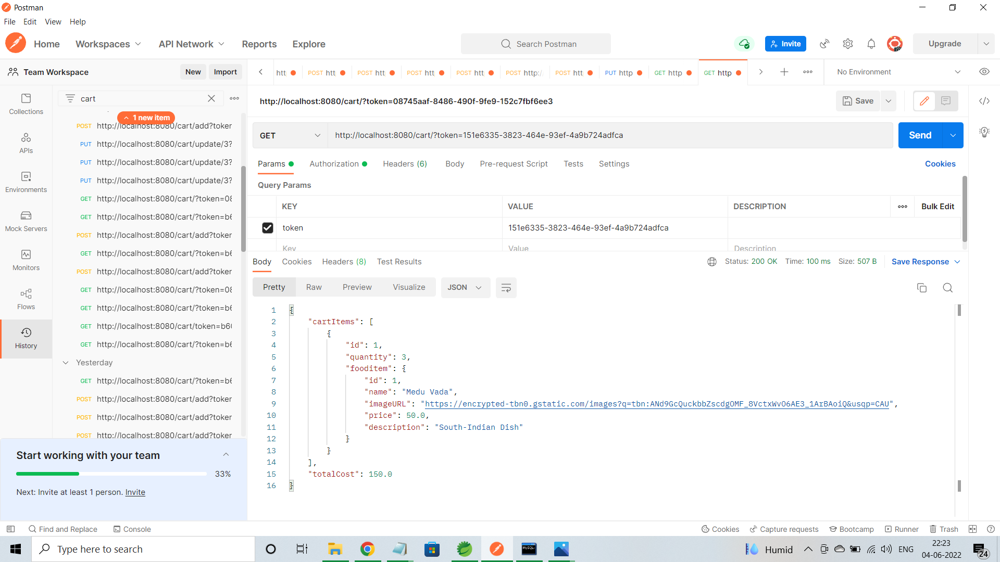 Postman
File Edit View Help
Home Workspaces API Network Reports Explore Search Postman Invite Upgrade
Team Workspace New Import
htt POST htt POST htt POST htt POST htt POST http:/ POST htt PUT http GET http GET http No Environment
cart
1 new item
POST http://localhost:8080/cart/add?token
PUT http://localhost:8080/cart/update/3?
PUT http://localhost:8080/cart/update/3?
PUT http://localhost:8080/cart/update/3?
GET http://localhost:8080/cart/?token=08
GET http://localhost:8080/cart/?token=b6
POST http://localhost:8080/cart/add?token
GET http://localhost:8080/cart/?token=b6
POST http://localhost:8080/cart/add?token
GET http://localhost:8080/cart/?token=08
GET http://localhost:8080/cart/?token=b6
GET http://localhost:8080/cart/token=b60
GET http://localhost:8080/cart/?token=b6
Yesterday
GET http://localhost:8080/cart/?token=b6
POST http://localhost:8080/cart/add?token
POST http://localhost:8080/cart/add?token
POST http://localhost:8080/cart/add?token
Collections
APIs
Environments
Mock Servers
Monitors
Flows
History
Start working with your team
33%
Next: Invite at least 1 person. Invite
http://localhost:8080/cart/?token=08745aaf-8486-490f-9fe9-152c7fbf6ee3
Save
GET http://localhost:8080/cart/?token=151e6335-3823-464e-93ef-4a9b724adfca Send
Params Authorization Headers (6) Body Pre-request Script Tests Settings Cookies
Query Params
KEY VALUE DESCRIPTION Bulk Edit
token 151e6335-3823-464e-93ef-4a9b724adfca
Key Value Description
Body Cookies Headers (8) Test Results Status: 200 OK Time: 100 ms Size: 507 B Save Response
Pretty Raw Preview Visualize JSON
1 {
2 "cartItems": [
3 {
4 "id": 1,
5 "quantity": 3,
6 "fooditem": {
7 "id": 1,
8 "name": "Medu Vada",
9 "imageURL": "https://encrypted-tbn0.gstatic.com/images?q=tbn:ANd9GcQuckbbZscdgOMF_8VctxWvO6AE3_1ArBAoiQ&usqp=CAU",
10 "price": 50.0,
11 "description": "South-Indian Dish"
12 }
13 }
14 ],
15 "totalCost": 150.0
16 }
Find and Replace Console Cookies Capture requests Bootcamp Runner Trash
Type here to search MySQL Humid ENG
22:23
04-06-2022
24